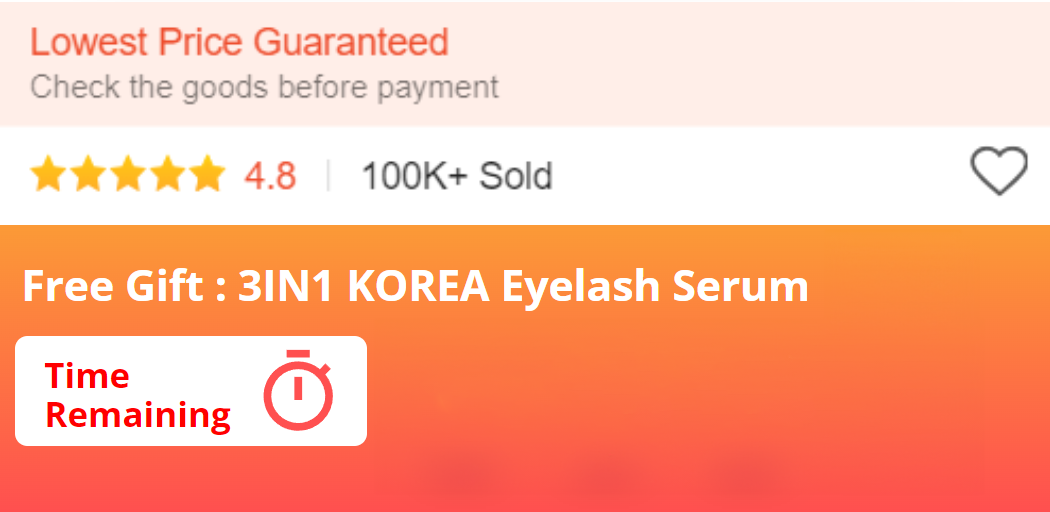 Lowest Price Guaranteed
Check the goods before payment
4.8 | 100K+ Sold
Free Gift : 3IN1 KOREA Eyelash Serum
Time
Remaining